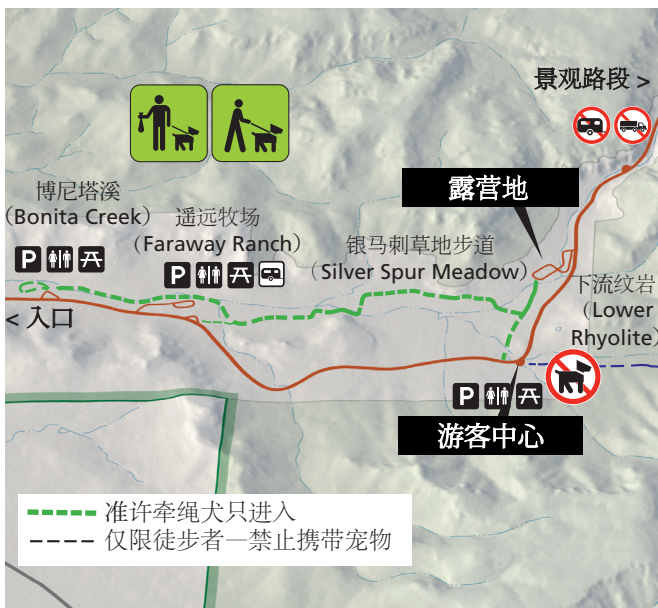 景观路段 >
露营地
博尼塔溪
(Bonita Creek)
遥远牧场
(Faraway Ranch)
银马刺草地步道
(Silver Spur Meadow)
下流纹岩
(Lower
Rhyolite)
P
P
< 入口
P
游客中心
准许牵绳犬只进入
仅限徒步者—禁止携带宠物